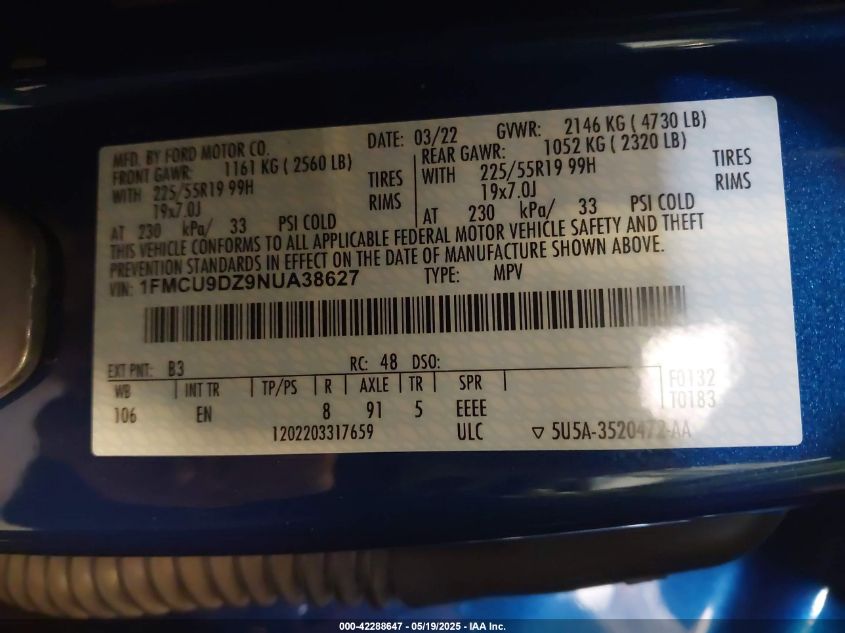 MFD. BY FORD MOTOR CO. DATE: 03/22 GVWR: 2146 KG ( 4730 LB)
FRONT GAWR: 1161 KG ( 2560 LB) REAR GAWR: 1052 KG ( 2320 LB)
WITH 225/55R19 99H TIRES WITH 225/55R19 99H TIRES
19x7.0J RIMS 19x7.0J RIMS
AT 230 kPa/ 33 PSI COLD AT 230 kPa/ 33 PSI COLD
THIS VEHICLE CONFORMS TO ALL APPLICABLE FEDERAL MOTOR VEHICLE SAFETY AND THEFT
PREVENTION STANDARDS IN EFFECT ON THE DATE OF MANUFACTURE SHOWN ABOVE.
VIN: 1FMCU9DZ9NUA38627 TYPE: MPV
EXT PNT: B3 RC: 48 DSO:
WB INT TR TP/PS R AXLE TR SPR F0132
106 EN 8 91 5 EEEE T0183
1202203317659 ULC ▽ 5U5A-3520472-AA
000-42288647 - 05/19/2025 - IAA Inc.